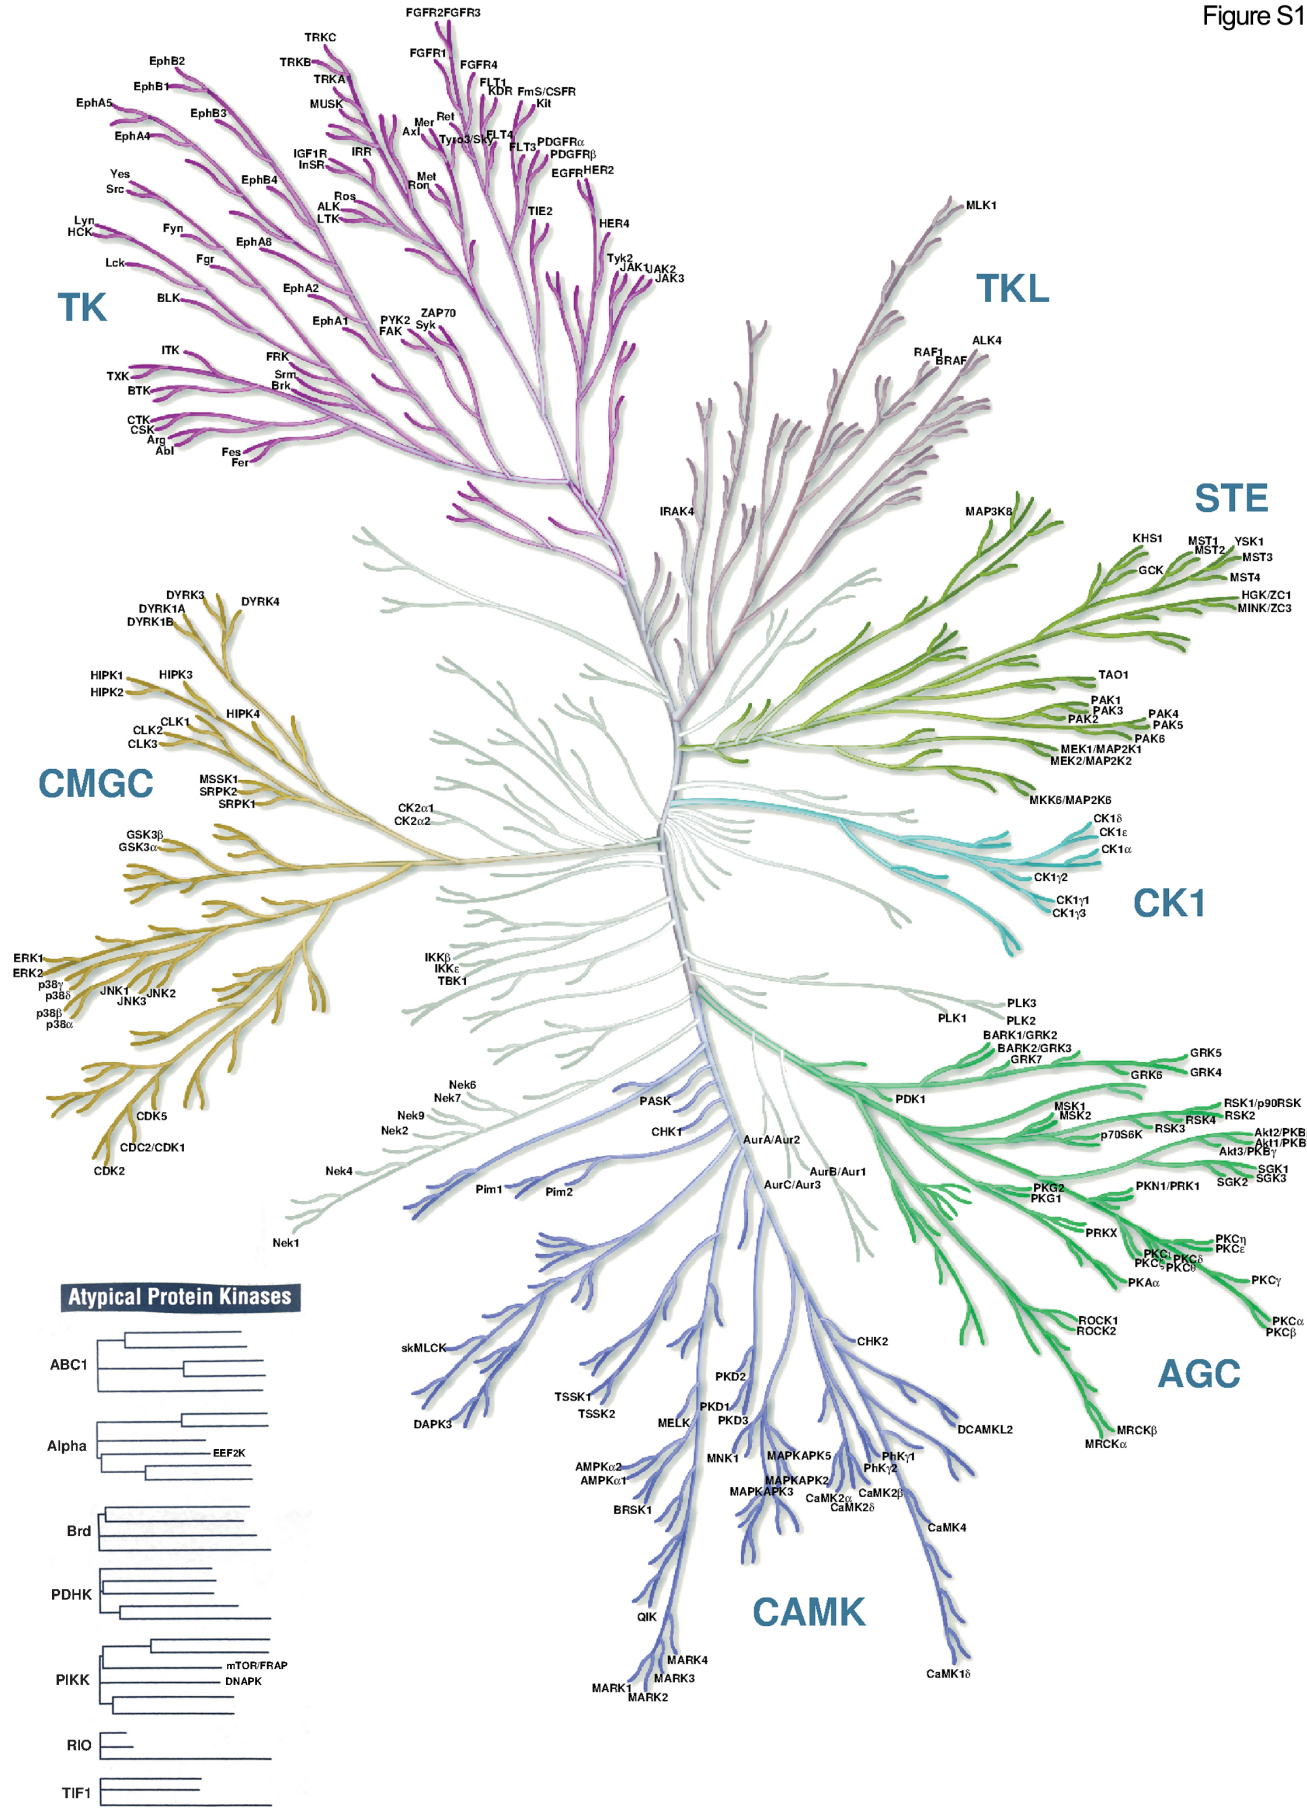 Figure S1
FGFR2FGFR3
TRKC
FGFR1
EphB2
TRKB
FGFR4
TRKA
EphB1
FLT1
KDR
FmS/CSFR
Kit
EphA5
MUSK
EphB3
Mer
Ret
Axl
EphA4
Tyro3/Sky
FLT4
FLT3
PDGFRα
PDGFRβ
IGF1R
IRR
InSR
Met
Ron
EGFR
HER2
Yes
Src
EphB4
Ros
ALK
LTK
TIE2
HER4
MLK1
Lyn
HCK
Fyn
EphA8
Fgr
Lck
Tyk2
JAK1
JAK2
JAK3
TKL
BLK
EphA2
TK
EphA1
PYK2
ZAP70
FAK
Syk
ITK
FRK
RAF1
ALK4
BRAF
TXK
Srm
BTK
Brk
CTK
CSK
Arg
Abl
Fes
Fer
STE
IRAK4
MAP3K8
KHS1
MST1
YSK1
MST2
MST3
GCK
MST4
HGK/ZC1
MINK/ZC3
DYRK3
DYRK4
DYRK1A
DYRK1B
HIPK1
HIPK3
HIPK2
TAO1
PAK1
PAK3
PAK2
PAK4
PAK5
PAK6
HIPK4
CLK1
CLK2
CLK3
MEK1/MAP2K1
MEK2/MAP2K2
CMGC
MSSK1
SRPK2
SRPK1
MKK6/MAP2K6
CK2α1
CK2α2
CK1δ
CK1ε
CK1α
GSK3β
GSK3α
CK1γ2
CK1γ1
CK1γ3
CK1
ERK1
ERK2
p38γ
p38δ
JNK1
JNK2
JNK3
p38β
p38α
IKKβ
IKKε
TBK1
PLK3
PLK1
PLK2
BARK1/GRK2
BARK2/GRK3
GRK7
GRK5
GRK6
GRK4
Nek6
Nek7
PASK
PDK1
Nek9
Nek2
CHK1
CDK5
CDC2/CDK1
CDK2
MSK1
MSK2
RSK1/p90RSK
RSK2
RSK4
RSK3
p70S6K
Akt2/PKB
Akt1/PKB
Akt3/PKBγ
AurA/Aur2
AurB/Aur1
AurC/Aur3
Nek4
SGK1
SGK3
SGK2
Pim1
Pim2
PKG2
PKG1
PKN1/PRK1
Nek1
PRKX
PKCη
PKCε
PKCι
PKCδ
PKCζ
PKCθ
PKAα
PKCγ
Atypical Protein Kinases
ROCK1
ROCK2
PKCα
PKCβ
ABC1
skMLCK
CHK2
AGC
PKD2
TSSK1
TSSK2
PKD1
PKD3
DAPK3
MELK
DCAMKL2
MRCKβ
MRCKα
Alpha
EEF2K
MNK1
MAPKAPK5
PhKγ1
PhKγ2
AMPKα2
AMPKα1
MAPKAPK2
MAPKAPK3
CaMK2α
CaMK2β
CaMK2δ
BRSK1
Brd
CaMK4
PDHK
CAMK
QIK
mTOR/FRAP
PIKK
DNAPK
MARK4
MARK3
MARK1
MARK2
CaMK1δ
RIO
TIF1